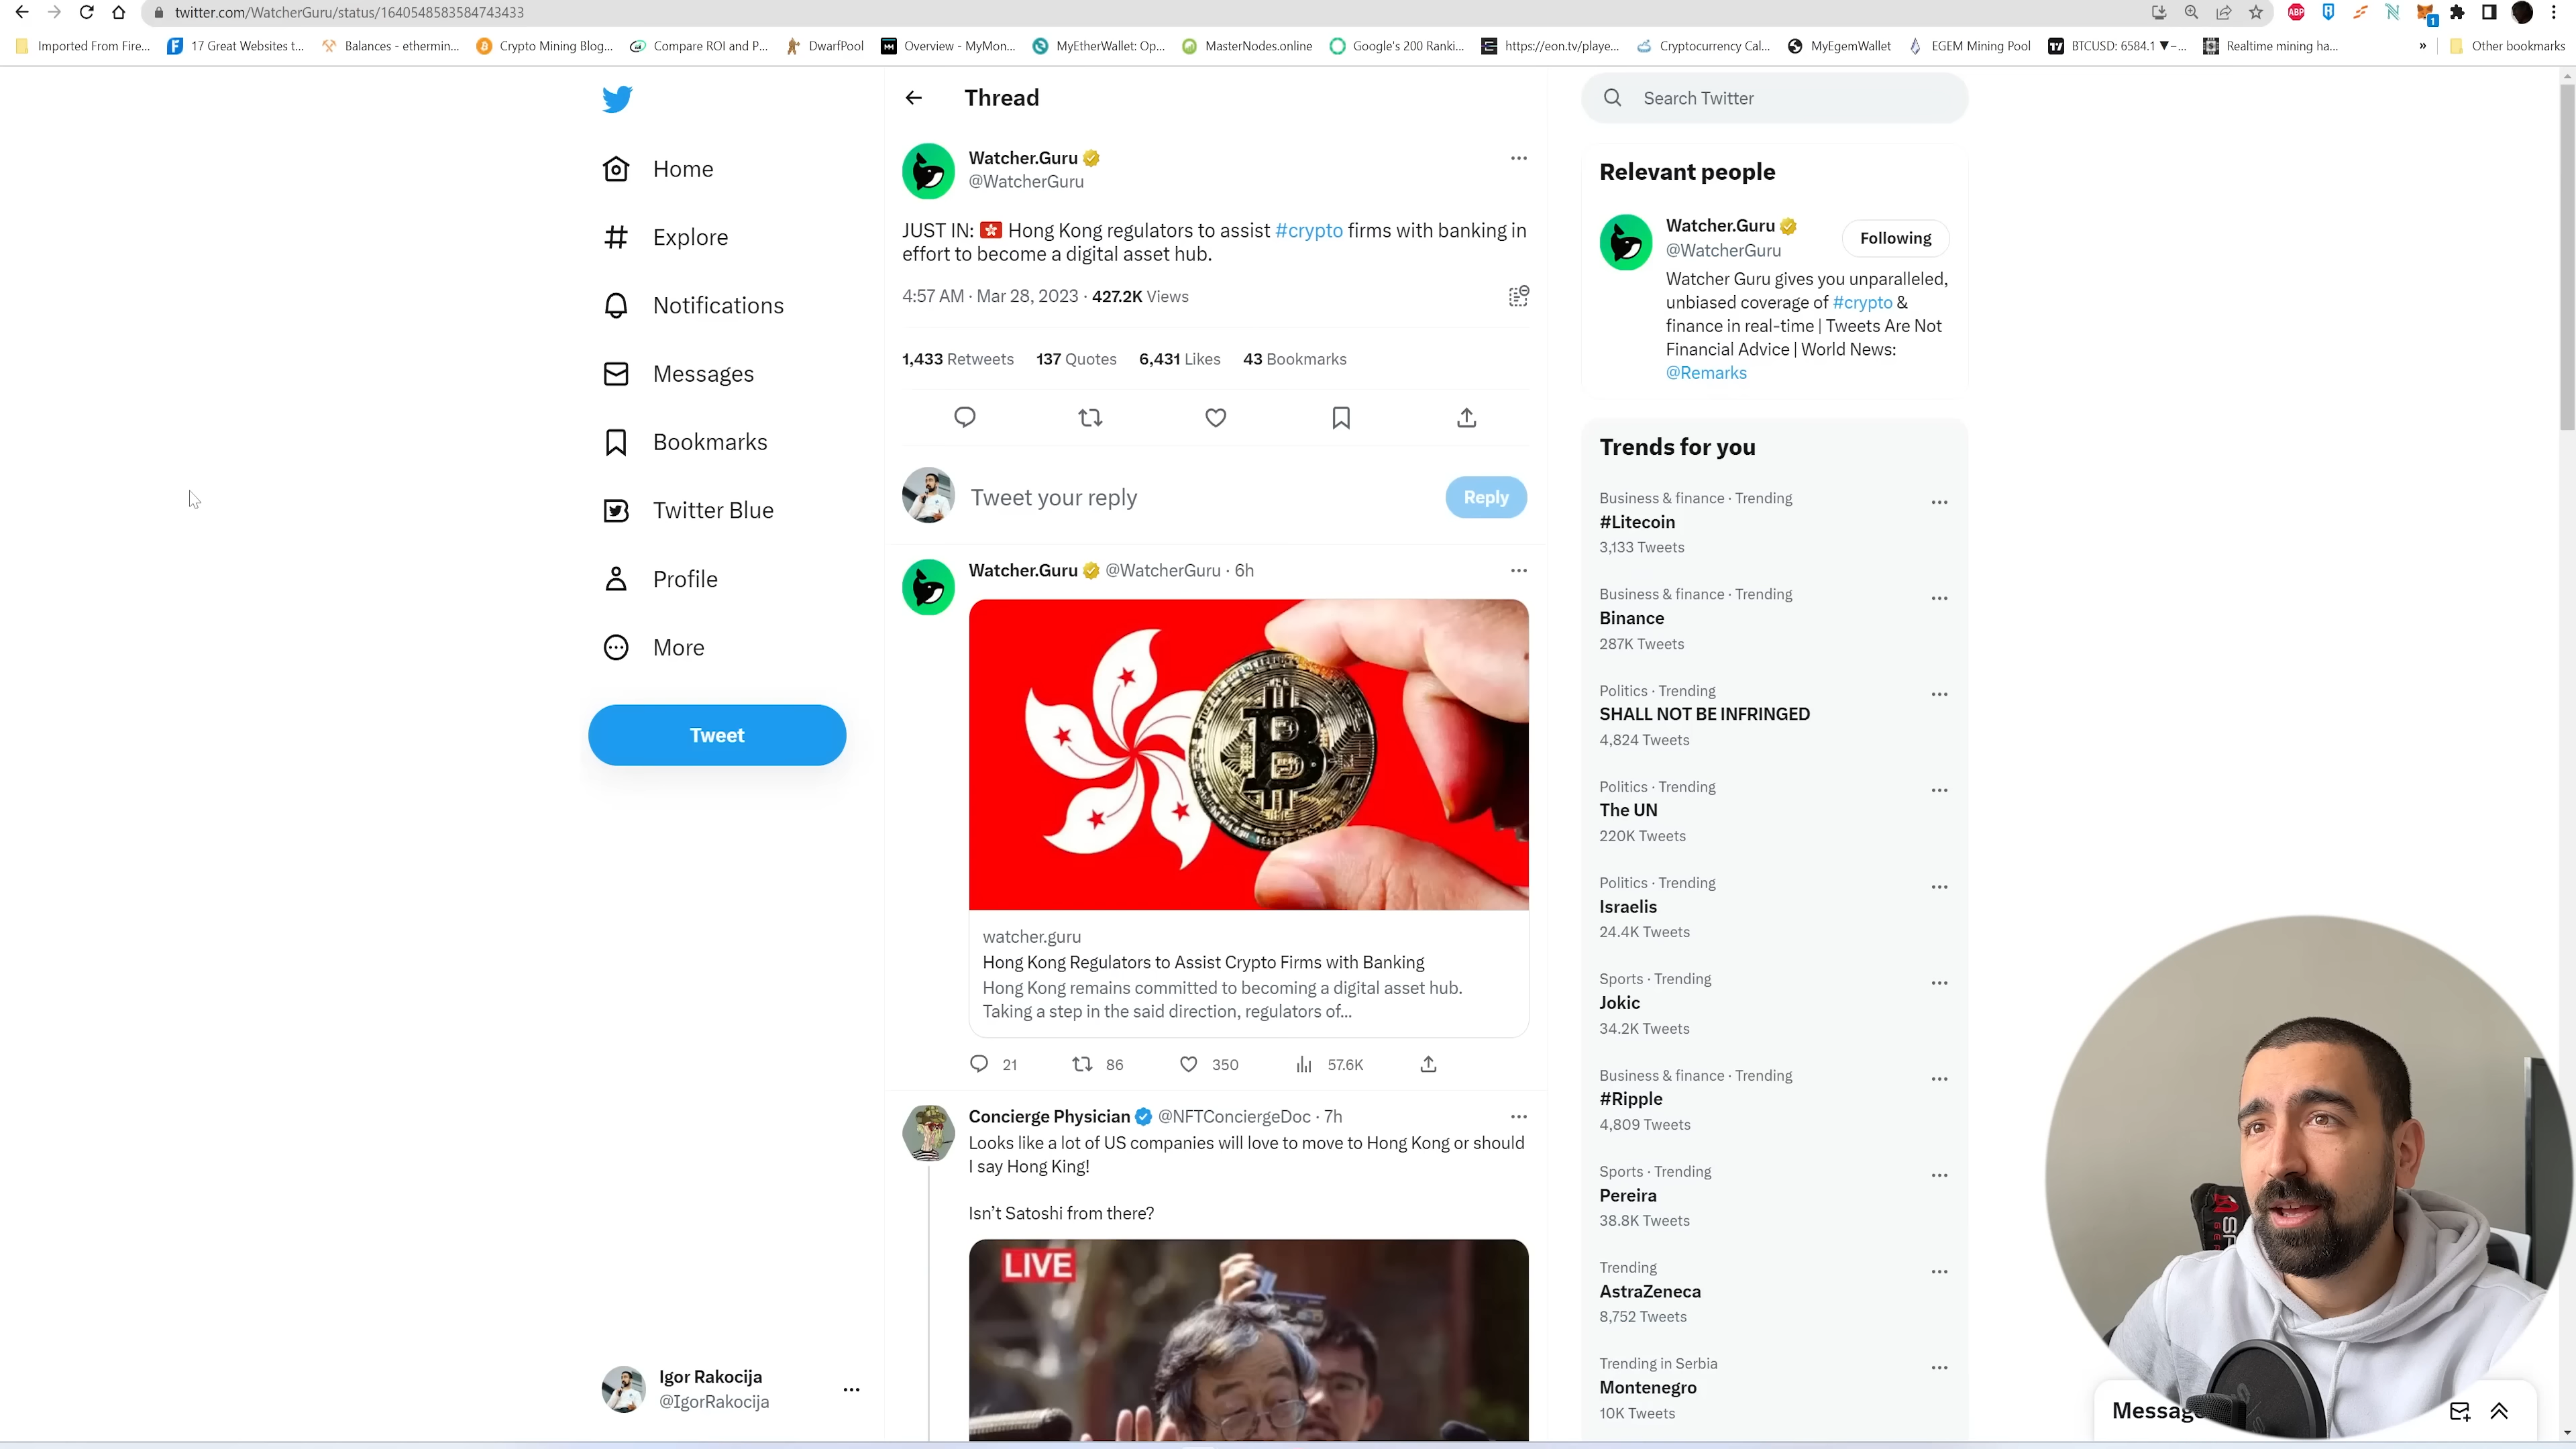 twitter.com/WatcherGuru/status/1640548583584743433
Imported From Fire...
17 Great Websites t...
Balances - ethermin...
Crypto Mining Blog...
Compare ROI and P...
DwarfPool
Overview - MyMon...
MyEtherWallet: Op...
MasterNodes.online
Google's 200 Ranki...
https://eon.tv/playe...
Cryptocurrency Cal...
MyEgemWallet
EGEM Mining Pool
BTCUSD: 6584.1 ▼−...
Realtime mining ha...
»
Other bookmarks
ABP
1
Home
Explore
Notifications
Messages
Bookmarks
Twitter Blue
Profile
More
Tweet
Igor Rakocija
@IgorRakocija
Thread
Watcher.Guru
@WatcherGuru
JUST IN: 🇭🇰 Hong Kong regulators to assist #crypto firms with banking in
effort to become a digital asset hub.
4:57 AM · Mar 28, 2023 · 427.2K Views
1,433 Retweets 137 Quotes 6,431 Likes 43 Bookmarks
Tweet your reply
Reply
Watcher.Guru @WatcherGuru · 6h
watcher.guru
Hong Kong Regulators to Assist Crypto Firms with Banking
Hong Kong remains committed to becoming a digital asset hub.
Taking a step in the said direction, regulators of...
21 86 350 57.6K
Concierge Physician @NFTConciergeDoc · 7h
Looks like a lot of US companies will love to move to Hong Kong or should
I say Hong King!
Isn't Satoshi from there?
LIVE
Search Twitter
Relevant people
Watcher.Guru
@WatcherGuru
Following
Watcher Guru gives you unparalleled,
unbiased coverage of #crypto &
finance in real-time | Tweets Are Not
Financial Advice | World News:
@Remarks
Trends for you
Business & finance · Trending
#Litecoin
3,133 Tweets
Business & finance · Trending
Binance
287K Tweets
Politics · Trending
SHALL NOT BE INFRINGED
4,824 Tweets
Politics · Trending
The UN
220K Tweets
Politics · Trending
Israelis
24.4K Tweets
Sports · Trending
Jokic
34.2K Tweets
Business & finance · Trending
#Ripple
4,809 Tweets
Sports · Trending
Pereira
38.8K Tweets
Trending
AstraZeneca
8,752 Tweets
Trending in Serbia
Montenegro
10K Tweets